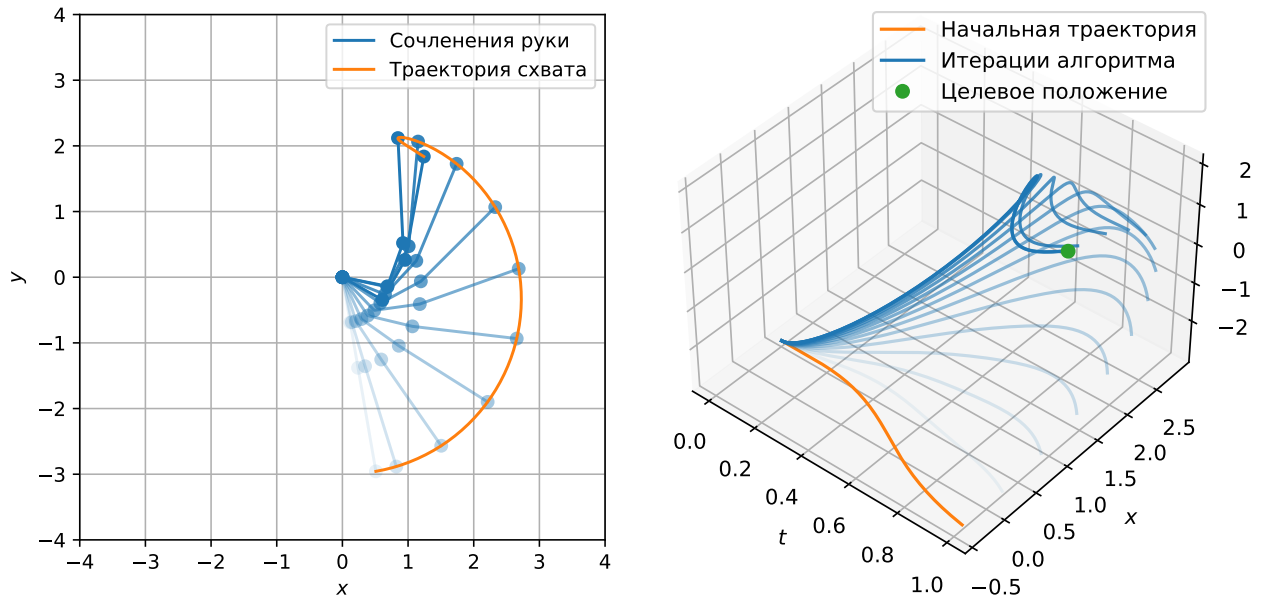 Сочленения руки
Траектория схвата
4
3
2
1
0
−1
−2
−3
−4
y
−4 −3 −2 −1 0 1 2 3 4
x
Начальная траектория
Итерации алгоритма
Целевое положение
2
1
0
−1
−2
0.0 0.2 0.4 0.6 0.8 1.0
t
−0.5 0.0 0.5 1.0 1.5 2.0 2.5
x